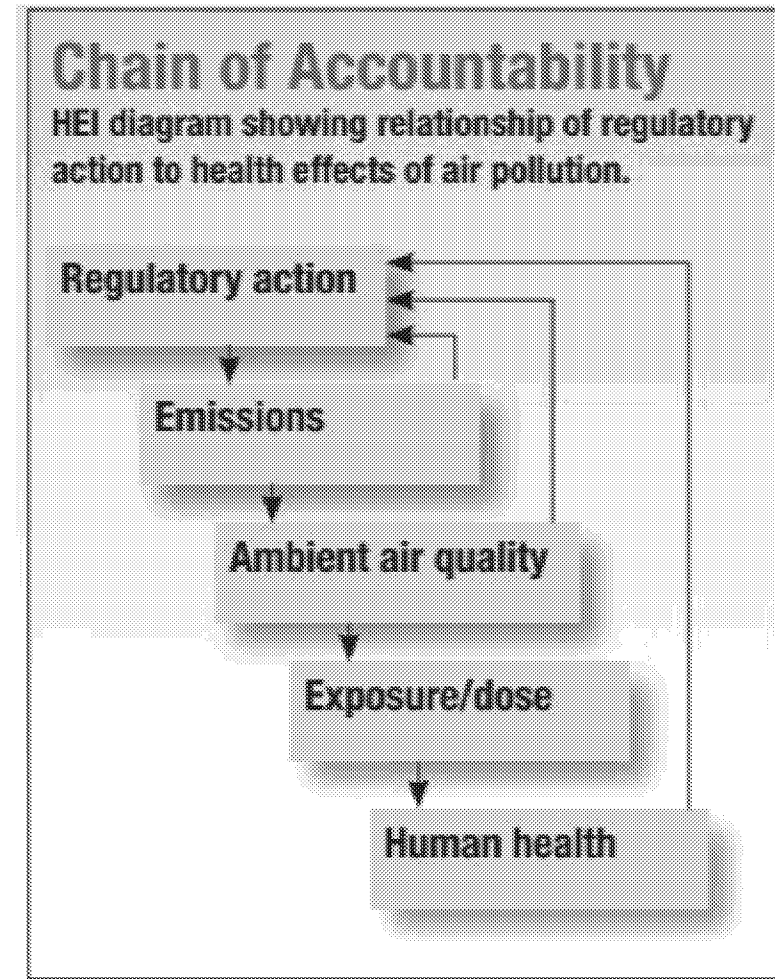 Chain of Accountability
HEI diagram showing relationship of regulatory
action to health effects of air pollution.
Regulatory action
Emissions
Ambient air quality
Exposure/dose
Human health